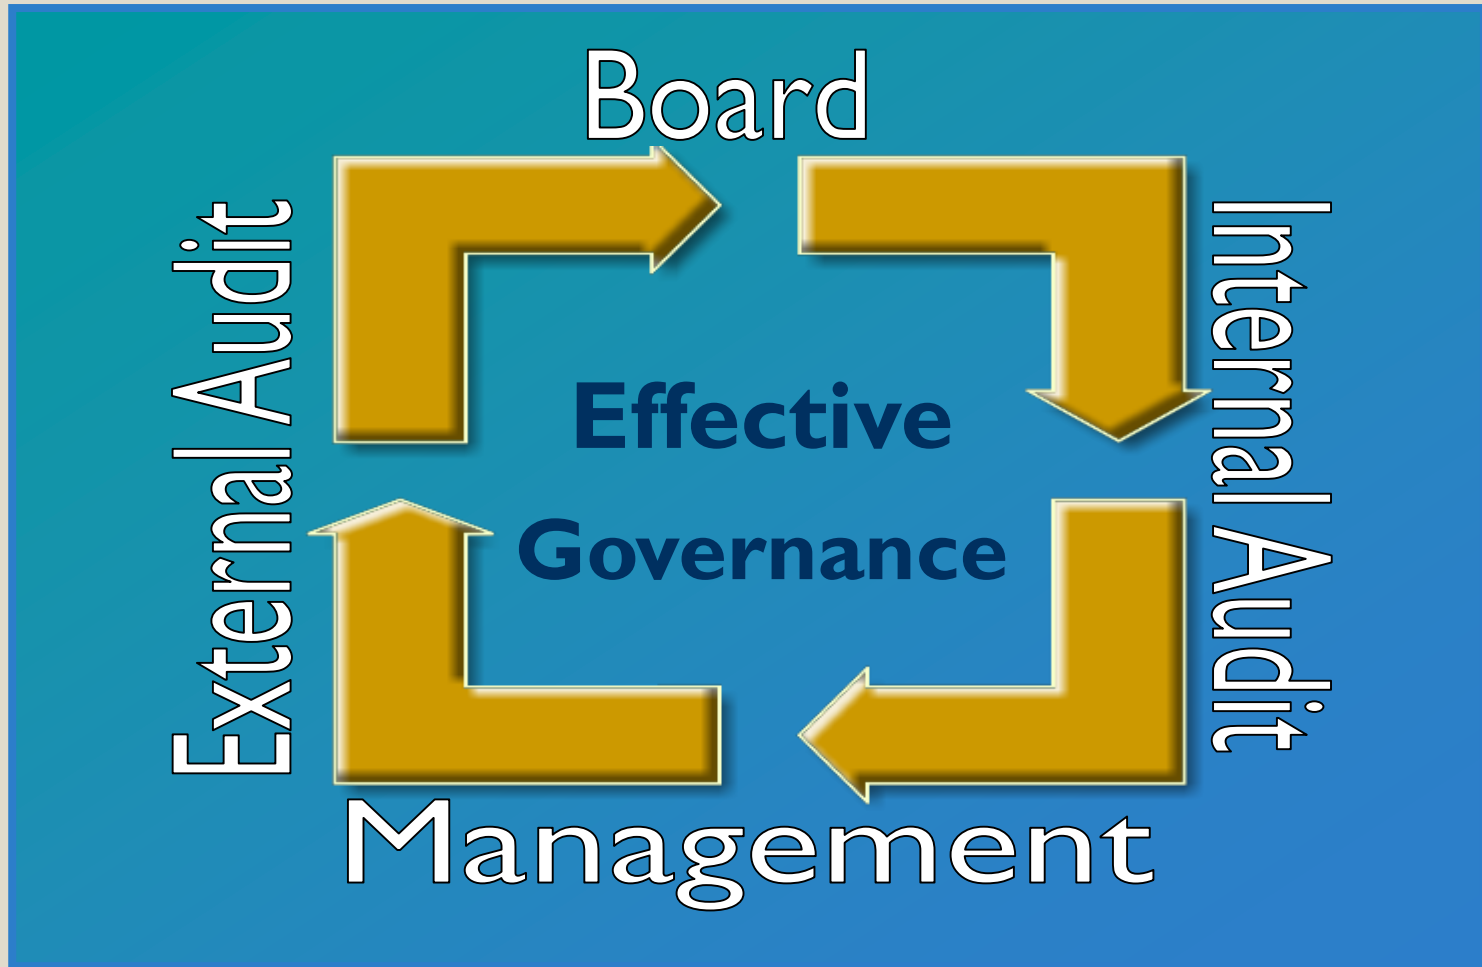 Board
External Audit
Internal Audit
Effective
Governance
Management